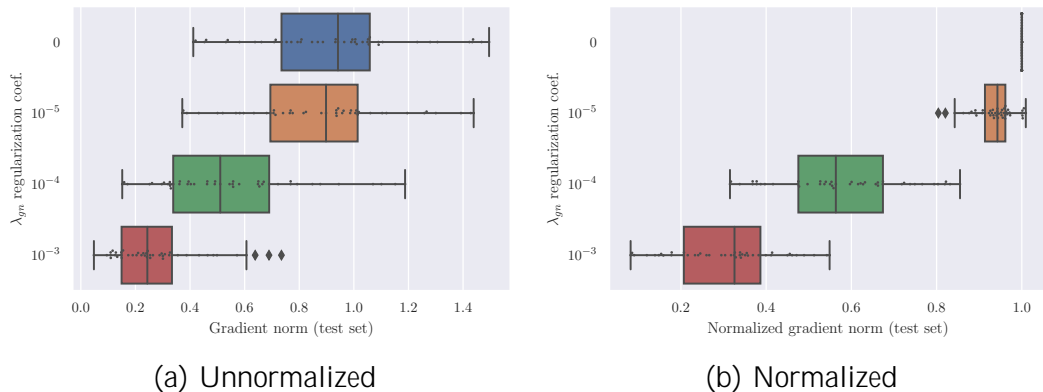 0
10⁻⁵
10⁻⁴
10⁻³
λgn regularization coef.
0.0 0.2 0.4 0.6 0.8 1.0 1.2 1.4
Gradient norm (test set)
(a) Unnormalized
0
10⁻⁵
10⁻⁴
10⁻³
λgn regularization coef.
0.2 0.4 0.6 0.8 1.0
Normalized gradient norm (test set)
(b) Normalized